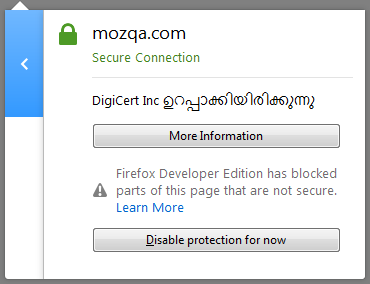 mozqa.com
Secure Connection
DigiCert Inc ഉറപ്പാക്കിയിരിക്കുന്നു
More Information
Firefox Developer Edition has blocked
parts of this page that are not secure.
Learn More
Disable protection for now